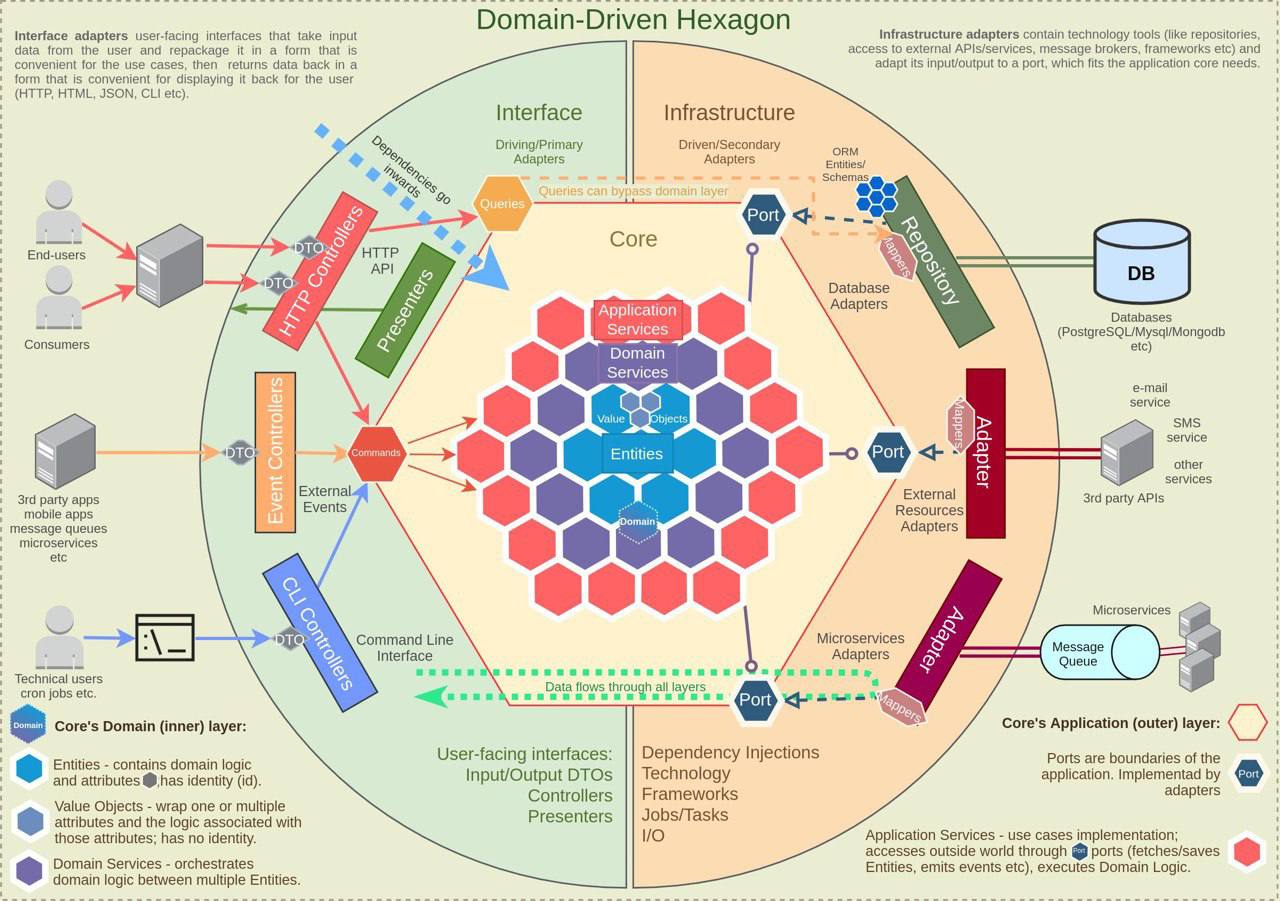 Domain-Driven Hexagon
Interface adapters user-facing interfaces that take input
data from the user and repackage it in a form that is
convenient for the use cases, then returns data back in a
form that is convenient for displaying it back for the user
(HTTP, HTML, JSON, CLI etc).
Infrastructure adapters contain technology tools (like repositories,
access to external APIs/services, message brokers, frameworks etc) and
adapt its input/output to a port, which fits the application core needs.
Interface
Driving/Primary
Adapters
Infrastructure
Driven/Secondary
Adapters
Dependencies go
inwards
ORM
Entities/
Schemas
Queries
Queries can bypass domain layer
Port
Core
End-users
Consumers
DTO
DTO
HTTP Controllers
HTTP
API
Presenters
Mappers
Repository
Database
Adapters
DB
Databases
(PostgreSQL/Mysql/Mongodb
etc)
Application
Services
Domain
Services
Value
Objects
Entities
Domain
3rd party apps
mobile apps
message queues
microservices
etc
DTO
Event Controllers
External
Events
Commands
Port
Mappers
Adapter
External
Resources
Adapters
e-mail
service
SMS
service
other
services
3rd party APIs
Technical users
cron jobs etc.
:\_
DTO
CLI Controllers
Command Line
Interface
Data flows through all layers
Port
Mappers
Adapter
Microservices
Adapters
Message
Queue
Microservices
Domain
Core's Domain (inner) layer:
Entities - contains domain logic
and attributes ,has identity (id).
Value Objects - wrap one or multiple
attributes and the logic associated with
those attributes; has no identity.
Domain Services - orchestrates
domain logic between multiple Entities.
User-facing interfaces:
Input/Output DTOs
Controllers
Presenters
Dependency Injections
Technology
Frameworks
Jobs/Tasks
I/O
Core's Application (outer) layer:
Ports are boundaries of the
application. Implementad by
adapters
Port
Application Services - use cases implementation;
accesses outside world through Port ports (fetches/saves
Entities, emits events etc), executes Domain Logic.